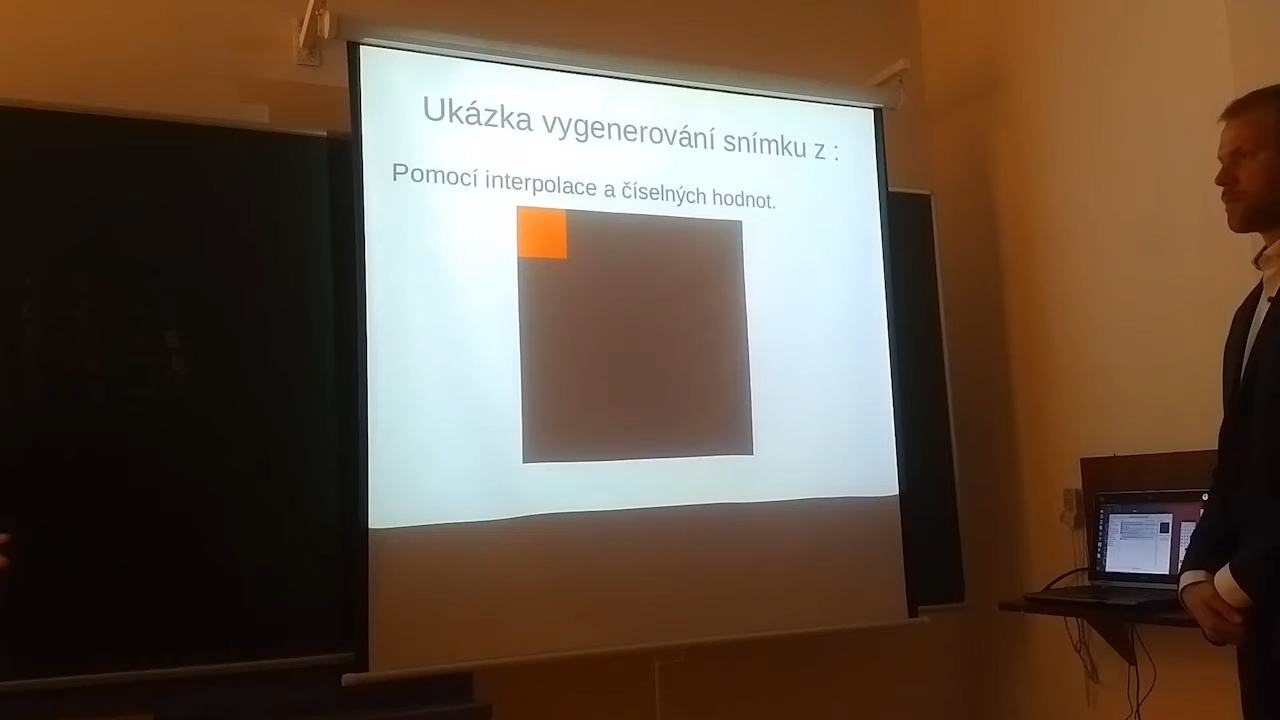 Ukázka vygenerování snímku z :
Pomocí interpolace a číselných hodnot.